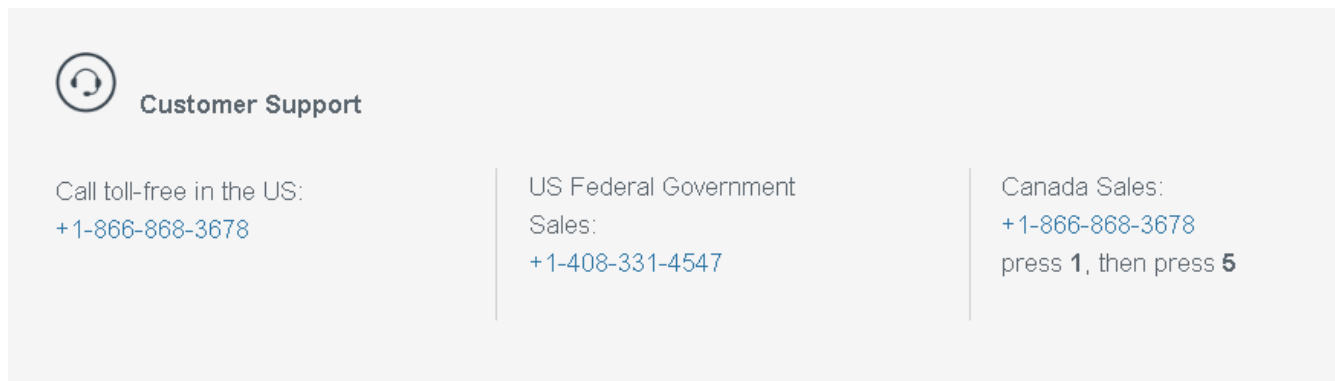 Customer Support
Call toll-free in the US:
+1-866-868-3678
US Federal Government
Sales:
+1-408-331-4547
Canada Sales:
+1-866-868-3678
press 1, then press 5